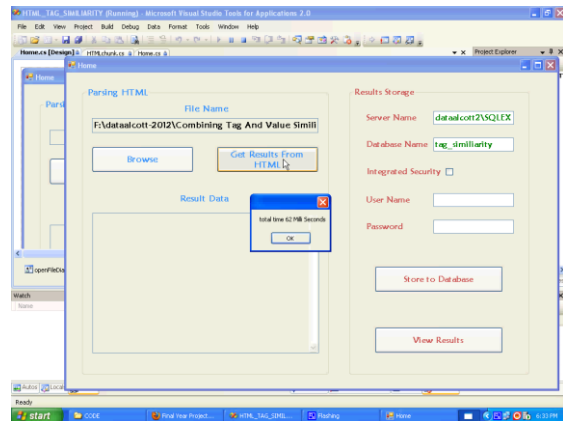 HTML_TAG_SIMILIARITY (Running) - Microsoft Visual Studio Tools for Applications 2.0
File Edit View Project Build Debug Data Format Tools Window Help
Home.cs [Design] HTMLchunk.cs Home.cs
Project Explorer
Home
Home
Parsing HTML
File Name
F:\dataalcott-2012\Combining Tag And Value Simili
Browse
Get Results From HTML
Result Data
total time 62 Milli Seconds
OK
Results Storage
Server Name dataalcott2\SQLEX
Database Name tag_similiarity
Integrated Security
User Name
Password
Store to Database
View Results
Parsi
openFileDia
Watch
Name
Autos Local
Ready
start CODE Final Year Project... HTML_TAG_SIMIL... Flashing Home 6:33 PM